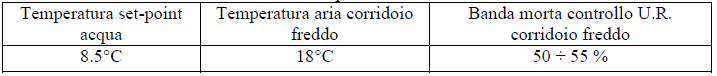 Temperatura set-point
acqua
Temperatura aria corridoio
freddo
Banda morta controllo U.R.
corridoio freddo
8.5°C
18°C
50 ÷ 55 %